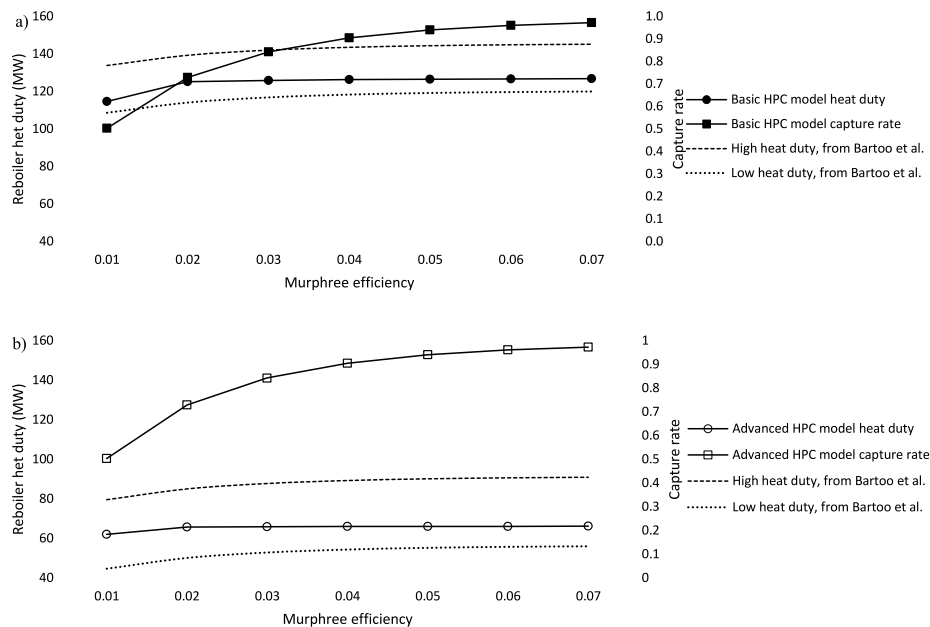 a)
160
140
120
100
80
60
40
Reboiler het duty (MW)
0.01 0.02 0.03 0.04 0.05 0.06 0.07
Murphree efficiency
1.0
0.9
0.8
0.7
0.6
0.5
0.4
0.3
0.2
0.1
0.0
Capture rate
Basic HPC model heat duty
Basic HPC model capture rate
High heat duty, from Bartoo et al.
Low heat duty, from Bartoo et al.
b)
160
140
120
100
80
60
40
Reboiler het duty (MW)
0.01 0.02 0.03 0.04 0.05 0.06 0.07
Murphree efficiency
1
0.9
0.8
0.7
0.6
0.5
0.4
0.3
0.2
0.1
0
Capture rate
Advanced HPC model heat duty
Advanced HPC model capture rate
High heat duty, from Bartoo et al.
Low heat duty, from Bartoo et al.